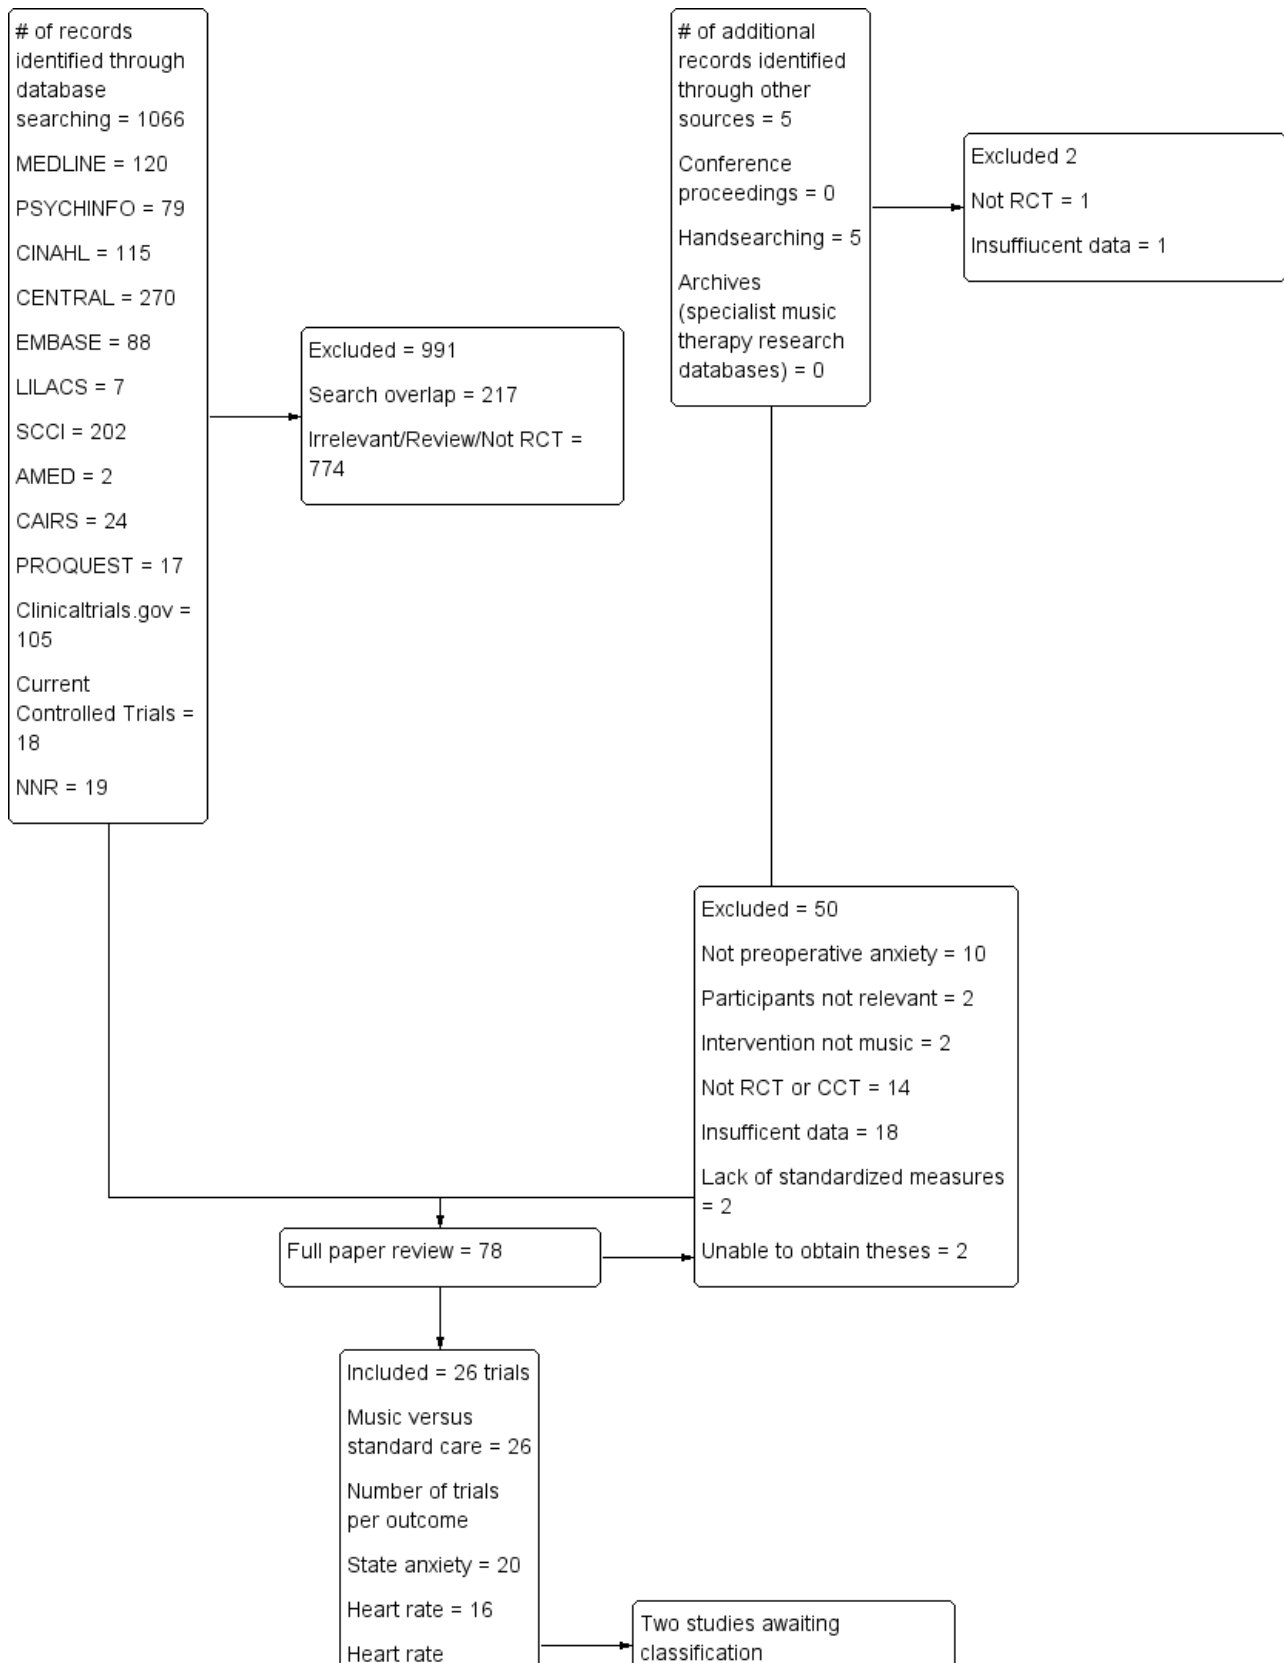 # of records
identified through
database
searching = 1066
MEDLINE = 120
PSYCHINFO = 79
CINAHL = 115
CENTRAL = 270
EMBASE = 88
LILACS = 7
SCCI = 202
AMED = 2
CAIRS = 24
PROQUEST = 17
Clinicaltrials.gov =
105
Current
Controlled Trials =
18
NNR = 19
Excluded = 991
Search overlap = 217
Irrelevant/Review/Not RCT =
774
# of additional
records identified
through other
sources = 5
Conference
proceedings = 0
Handsearching = 5
Archives
(specialist music
therapy research
databases) = 0
Excluded 2
Not RCT = 1
Insuffiucent data = 1
Excluded = 50
Not preoperative anxiety = 10
Participants not relevant = 2
Intervention not music = 2
Not RCT or CCT = 14
Insufficent data = 18
Lack of standardized measures
= 2
Unable to obtain theses = 2
Full paper review = 78
Included = 26 trials
Music versus
standard care = 26
Number of trials
per outcome
State anxiety = 20
Heart rate = 16
Heart rate
Two studies awaiting
classification